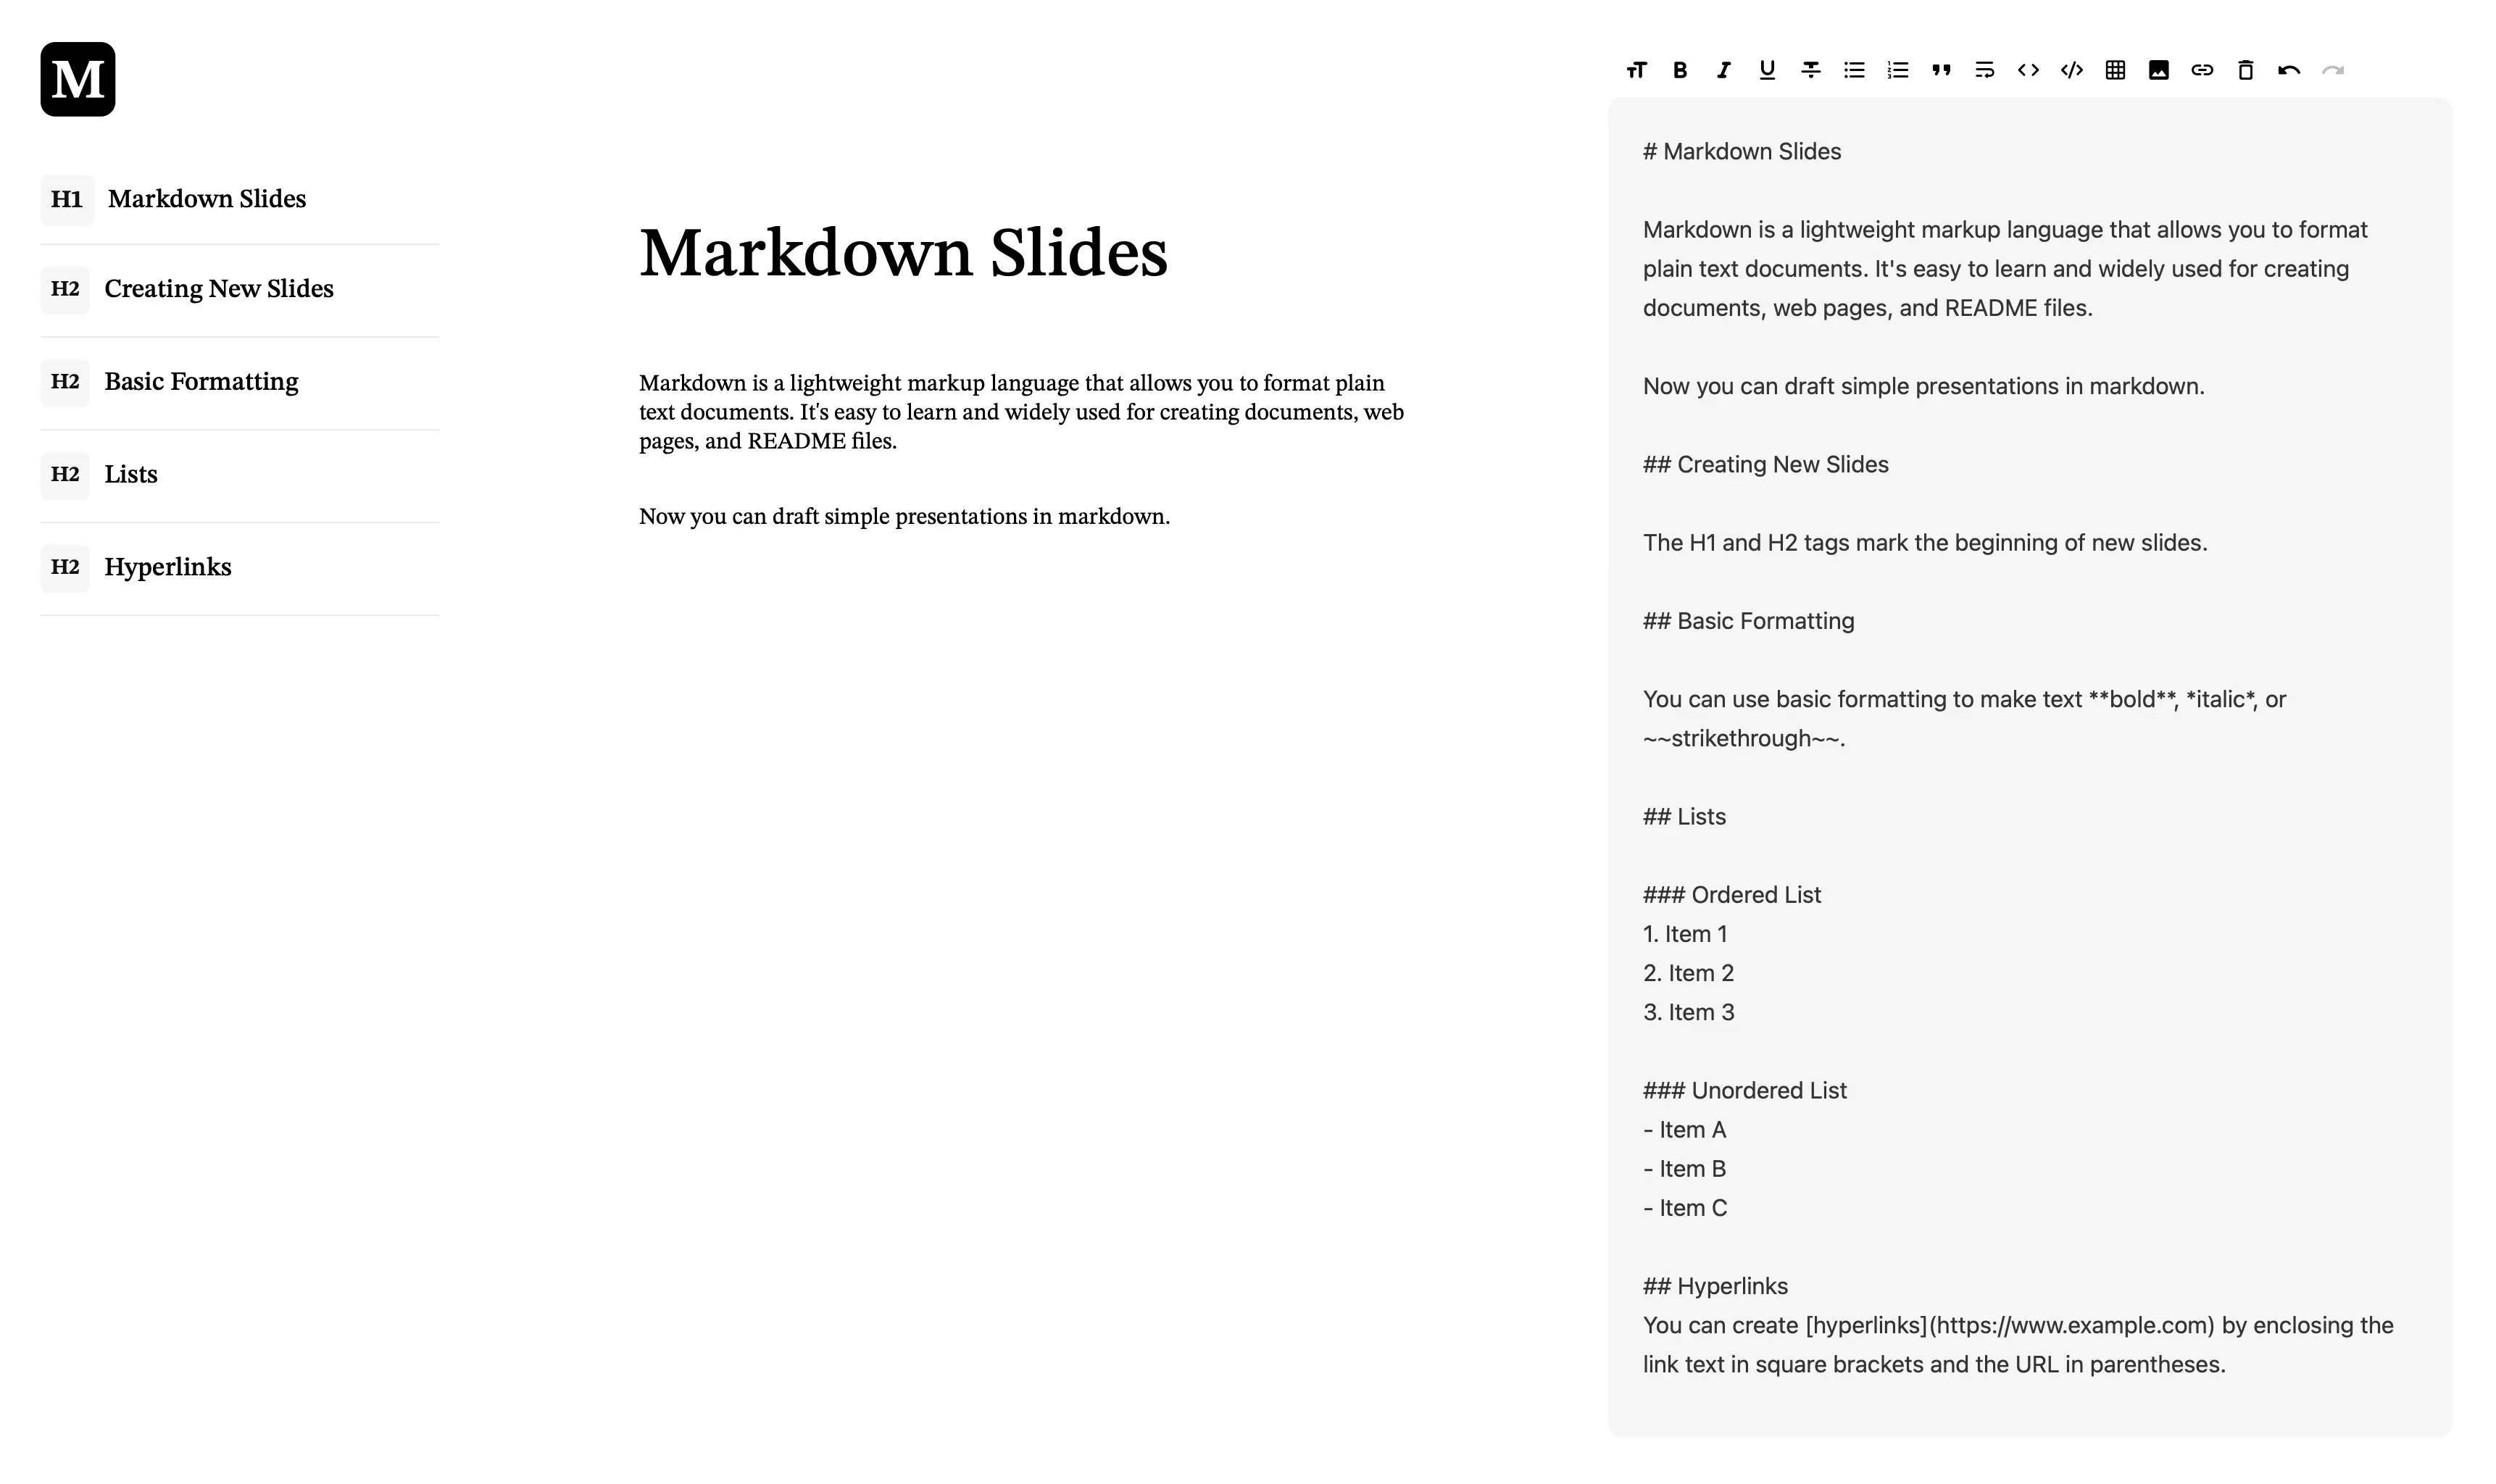 M
H1 Markdown Slides
H2 Creating New Slides
H2 Basic Formatting
H2 Lists
H2 Hyperlinks
Markdown Slides
Markdown is a lightweight markup language that allows you to format plain
text documents. It's easy to learn and widely used for creating documents, web
pages, and README files.
Now you can draft simple presentations in markdown.
# Markdown Slides
Markdown is a lightweight markup language that allows you to format
plain text documents. It's easy to learn and widely used for creating
documents, web pages, and README files.
Now you can draft simple presentations in markdown.
## Creating New Slides
The H1 and H2 tags mark the beginning of new slides.
## Basic Formatting
You can use basic formatting to make text **bold**, *italic*, or
~~strikethrough~~.
## Lists
### Ordered List
1. Item 1
2. Item 2
3. Item 3
### Unordered List
- Item A
- Item B
- Item C
## Hyperlinks
You can create [hyperlinks](https://www.example.com) by enclosing the
link text in square brackets and the URL in parentheses.